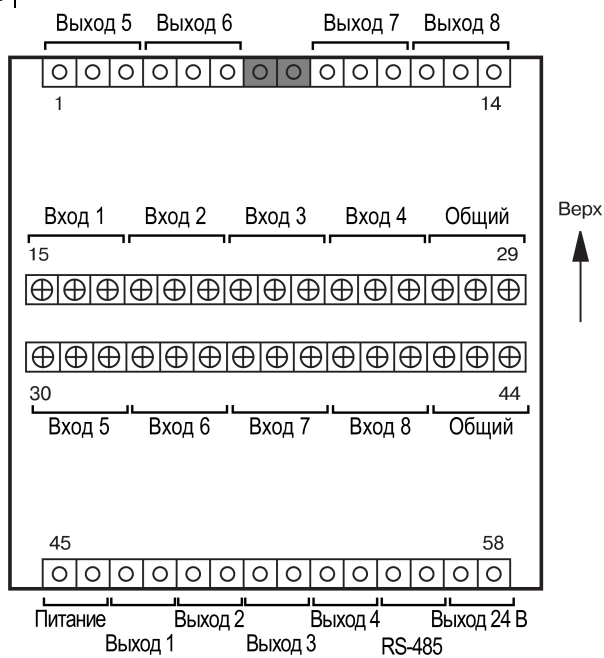 Выход 5 Выход 6 Выход 7 Выход 8
1 14
Вход 1 Вход 2 Вход 3 Вход 4 Общий
Верх
15 29
30 44
Вход 5 Вход 6 Вход 7 Вход 8 Общий
45 58
Питание Выход 2 Выход 4 Выход 24 В
Выход 1 Выход 3 RS-485